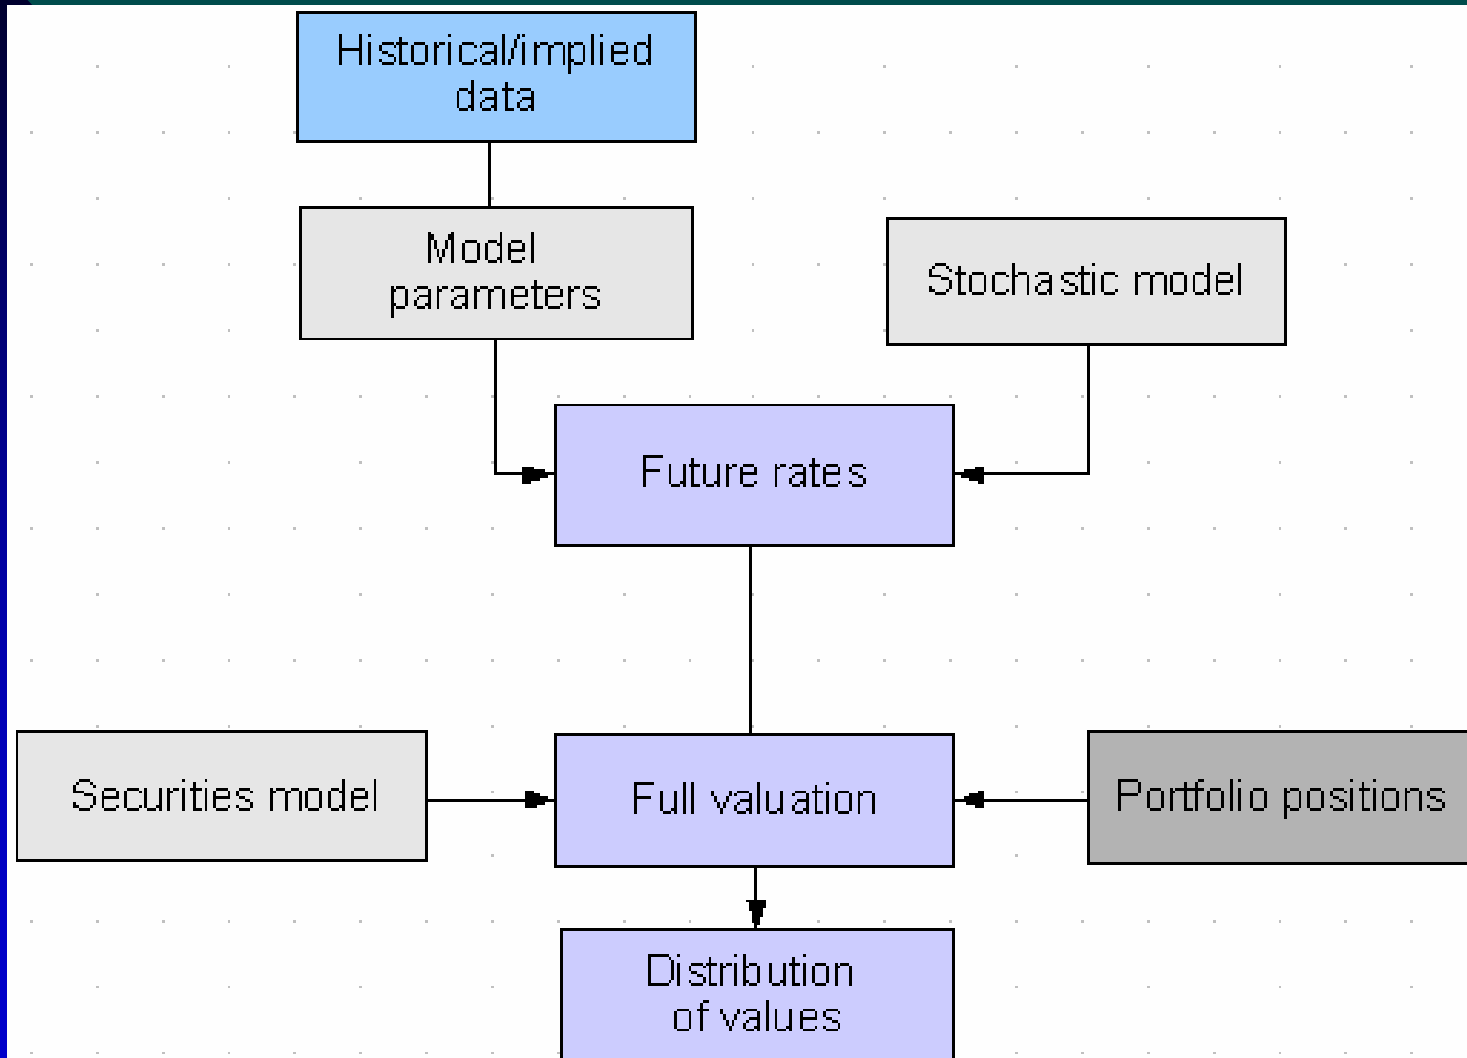 Historical/implied
data
Model
parameters
Stochastic model
Future rates
Securities model
Full valuation
Portfolio positions
Distribution
of values